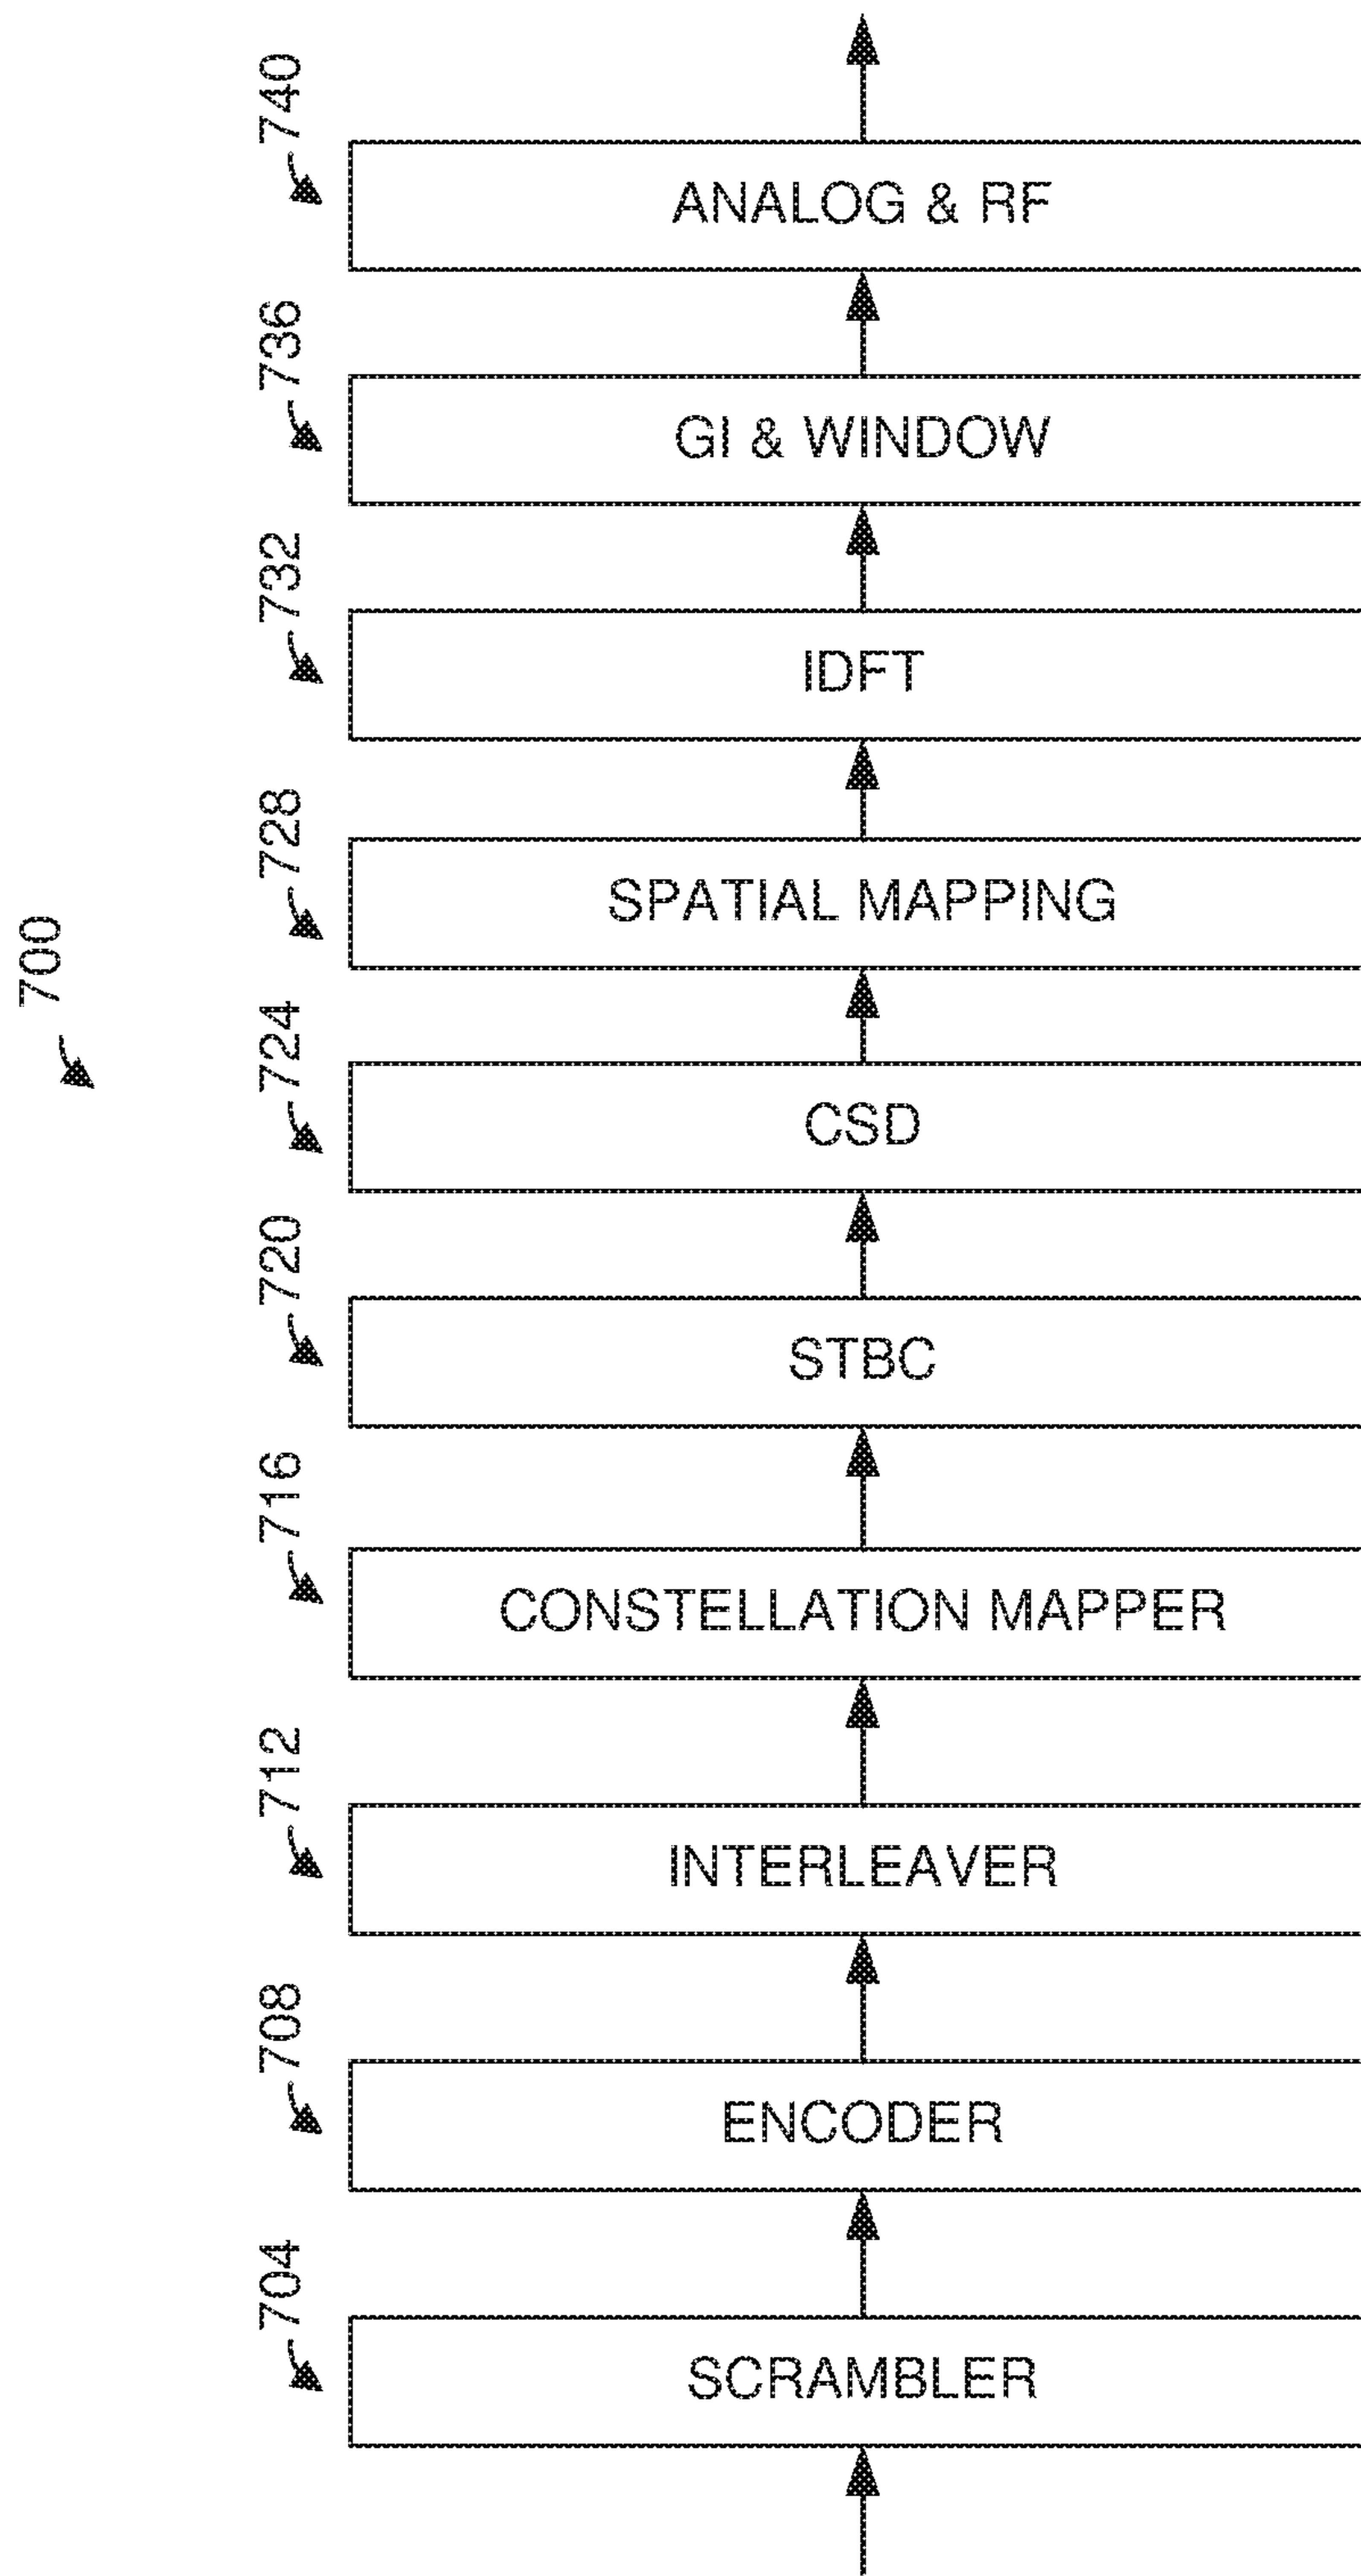 700
740
ANALOG & RF
736
GI & WINDOW
732
IDFT
728
SPATIAL MAPPING
724
CSD
720
STBC
716
CONSTELLATION MAPPER
712
INTERLEAVER
708
ENCODER
704
SCRAMBLER